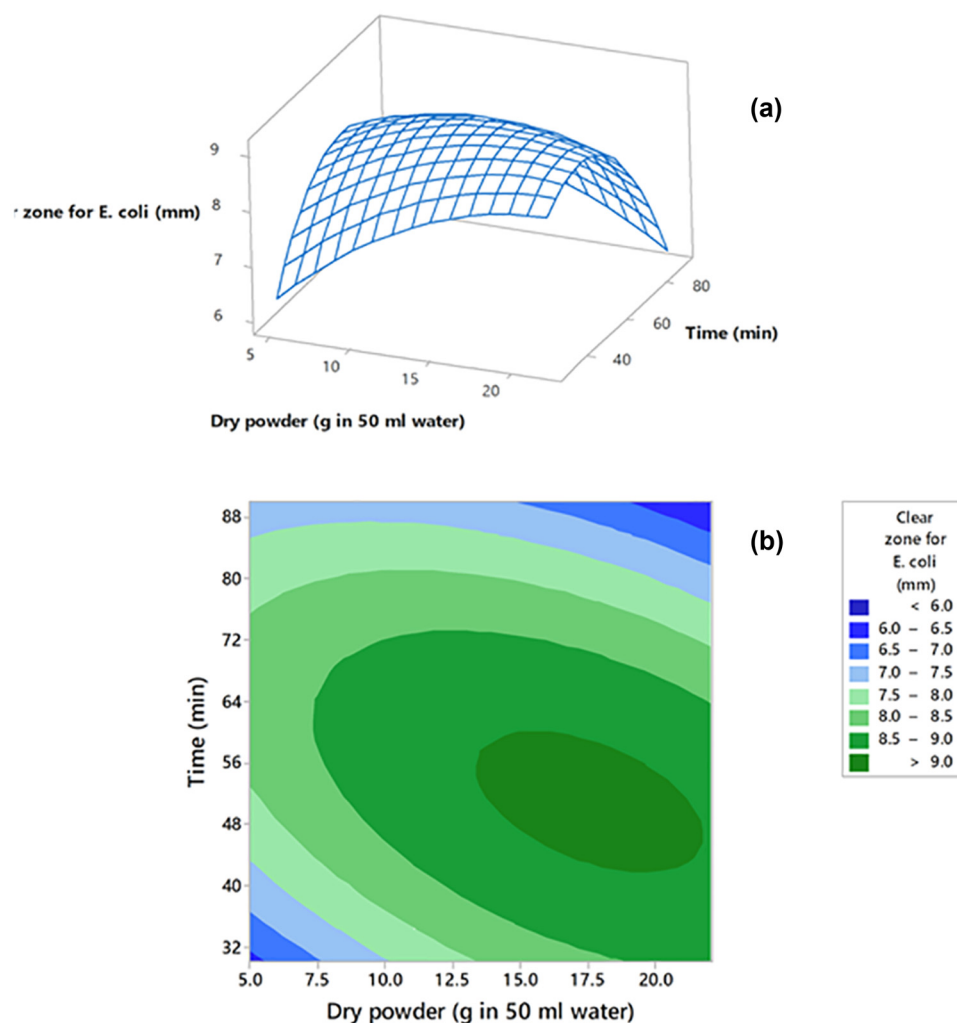 (a)
9
8
7
6
zone for E. coli (mm)
5
10
15
20
40
60
80
Time (min)
Dry powder (g in 50 ml water)
(b)
88
80
72
64
56
48
40
32
Time (min)
5.0
7.5
10.0
12.5
15.0
17.5
20.0
Dry powder (g in 50 ml water)
Clear
zone for
E. coli
(mm)
< 6.0
6.0 – 6.5
6.5 – 7.0
7.0 – 7.5
7.5 – 8.0
8.0 – 8.5
8.5 – 9.0
> 9.0